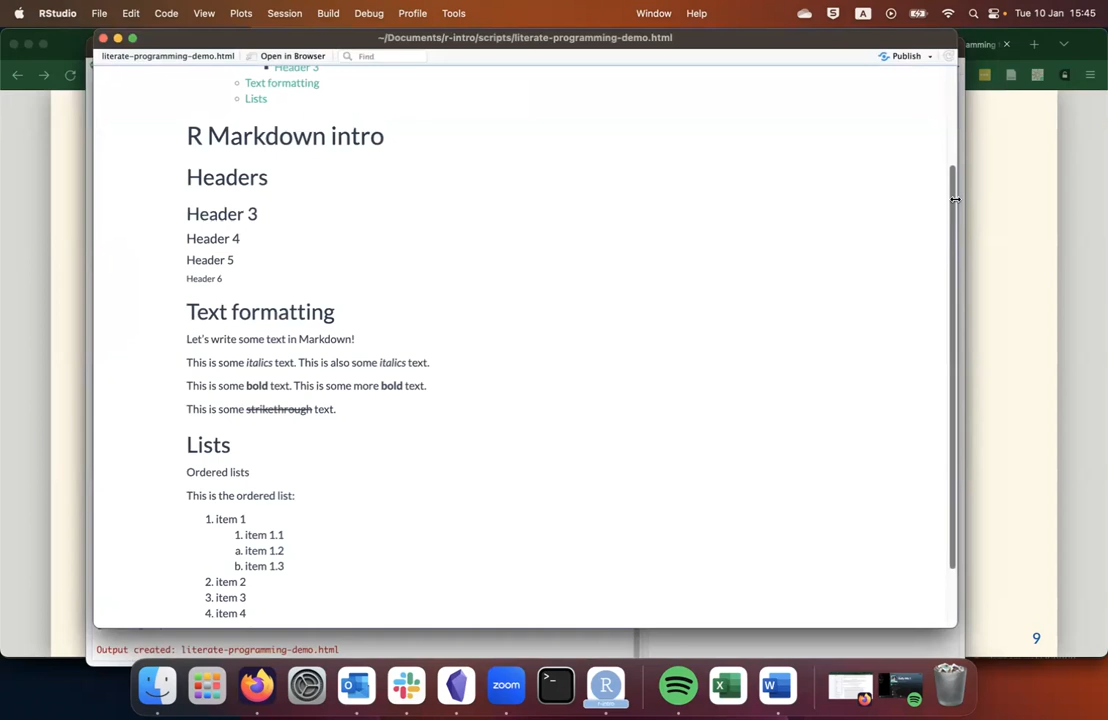 RStudio File Edit Code View Plots Session Build Debug Profile Tools Window Help A Tue 10 Jan 15:45
~/Documents/r-intro/scripts/literate-programming-demo.html
literate-programming-demo.html Open in Browser Find Publish
amming
Header 3
Text formatting
Lists
R Markdown intro
Headers
Header 3
Header 4
Header 5
Header 6
Text formatting
Let's write some text in Markdown!
This is some italics text. This is also some italics text.
This is some bold text. This is some more bold text.
This is some strikethrough text.
Lists
Ordered lists
This is the ordered list:
1. item 1
1. item 1.1
a. item 1.2
b. item 1.3
2. item 2
3. item 3
4. item 4
9
Output created: literate-programming-demo.html
zoom